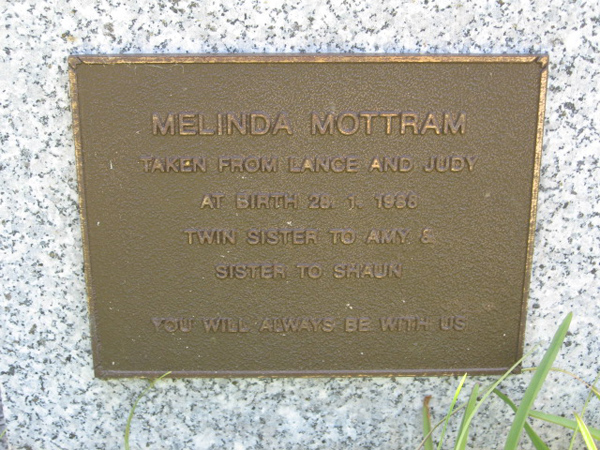 MELINDA MOTTRAM
TAKEN FROM LANCE AND JUDY
AT BIRTH 28. 1. 1988
TWIN SISTER TO AMY &
SISTER TO SHAUN
YOU WILL ALWAYS BE WITH US